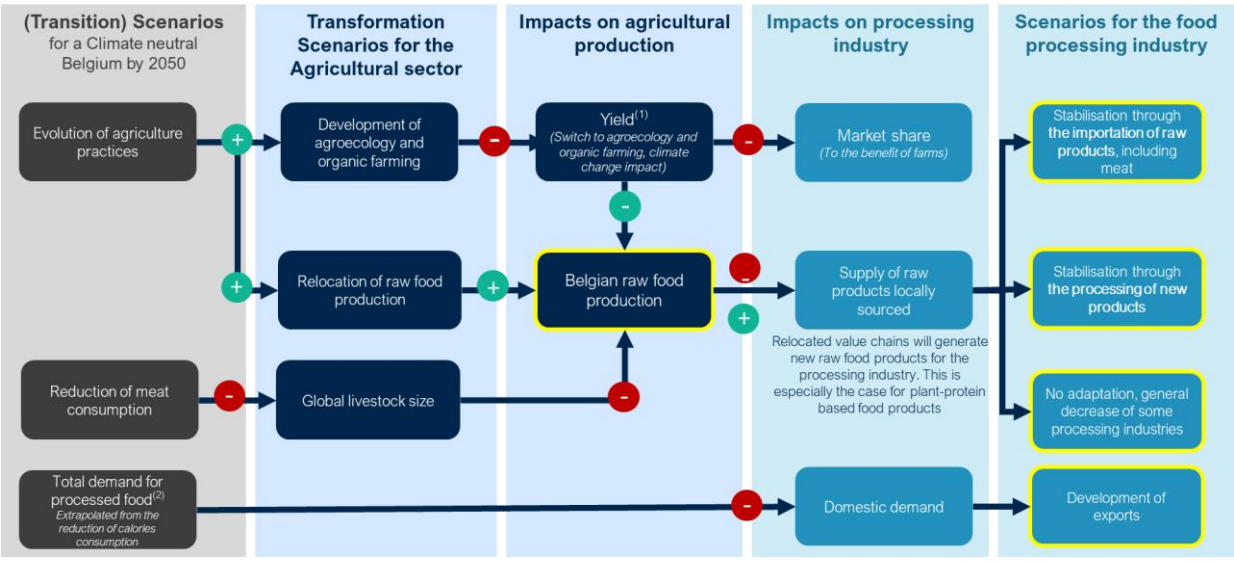 (Transition) Scenarios
for a Climate neutral
Belgium by 2050
Transformation
Scenarios for the
Agricultural sector
Impacts on agricultural
production
Impacts on processing
industry
Scenarios for the food
processing industry
Evolution of agriculture
practices
+
Development of
agroecology and
organic farming
-
Yield(1)
(Switch to agroecology and
organic farming, climate
change impact)
-
Market share
(To the benefit of farms)
Stabilisation through
the importation of raw
products, including
meat
-
+
Relocation of raw food
production
+
Belgian raw food
production
-
+
Supply of raw
products locally
sourced
Relocated value chains will generate
new raw food products for the
processing industry. This is
especially the case for plant-protein
based food products
Stabilisation through
the processing of new
products
Reduction of meat
consumption
-
Global livestock size
-
No adaptation, general
decrease of some
processing industries
Total demand for
processed food(2)
Extrapolated from the
reduction of calories
consumption
-
Domestic demand
Development of
exports